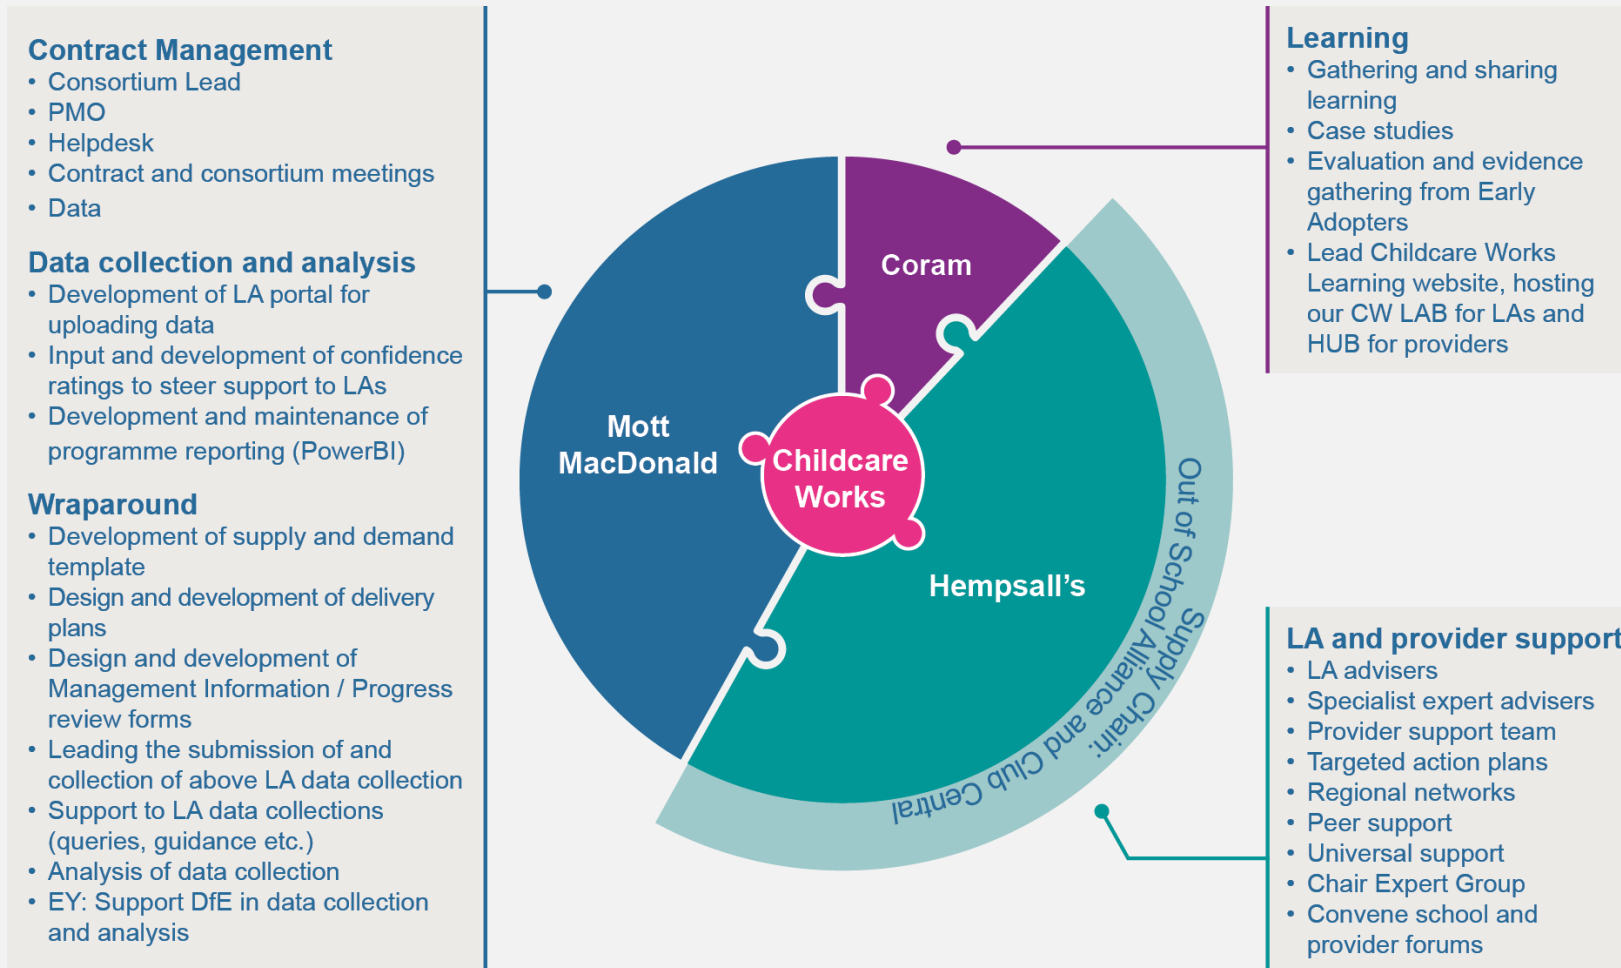 Contract Management
• Consortium Lead
• PMO
• Helpdesk
• Contract and consortium meetings
• Data
Data collection and analysis
• Development of LA portal for
uploading data
• Input and development of confidence
ratings to steer support to LAs
• Development and maintenance of
programme reporting (PowerBI)
Wraparound
• Development of supply and demand
template
• Design and development of delivery
plans
• Design and development of
Management Information / Progress
review forms
• Leading the submission of and
collection of above LA data collection
• Support to LA data collections
(queries, guidance etc.)
• Analysis of data collection
• EY: Support DfE in data collection
and analysis
Mott
MacDonald
Coram
Childcare
Works
Hempsall's
Supply Chain:
Out of School Alliance and Club Central
Learning
• Gathering and sharing
learning
• Case studies
• Evaluation and evidence
gathering from Early
Adopters
• Lead Childcare Works
Learning website, hosting
our CW LAB for LAs and
HUB for providers
LA and provider support
• LA advisers
• Specialist expert advisers
• Provider support team
• Targeted action plans
• Regional networks
• Peer support
• Universal support
• Chair Expert Group
• Convene school and
provider forums